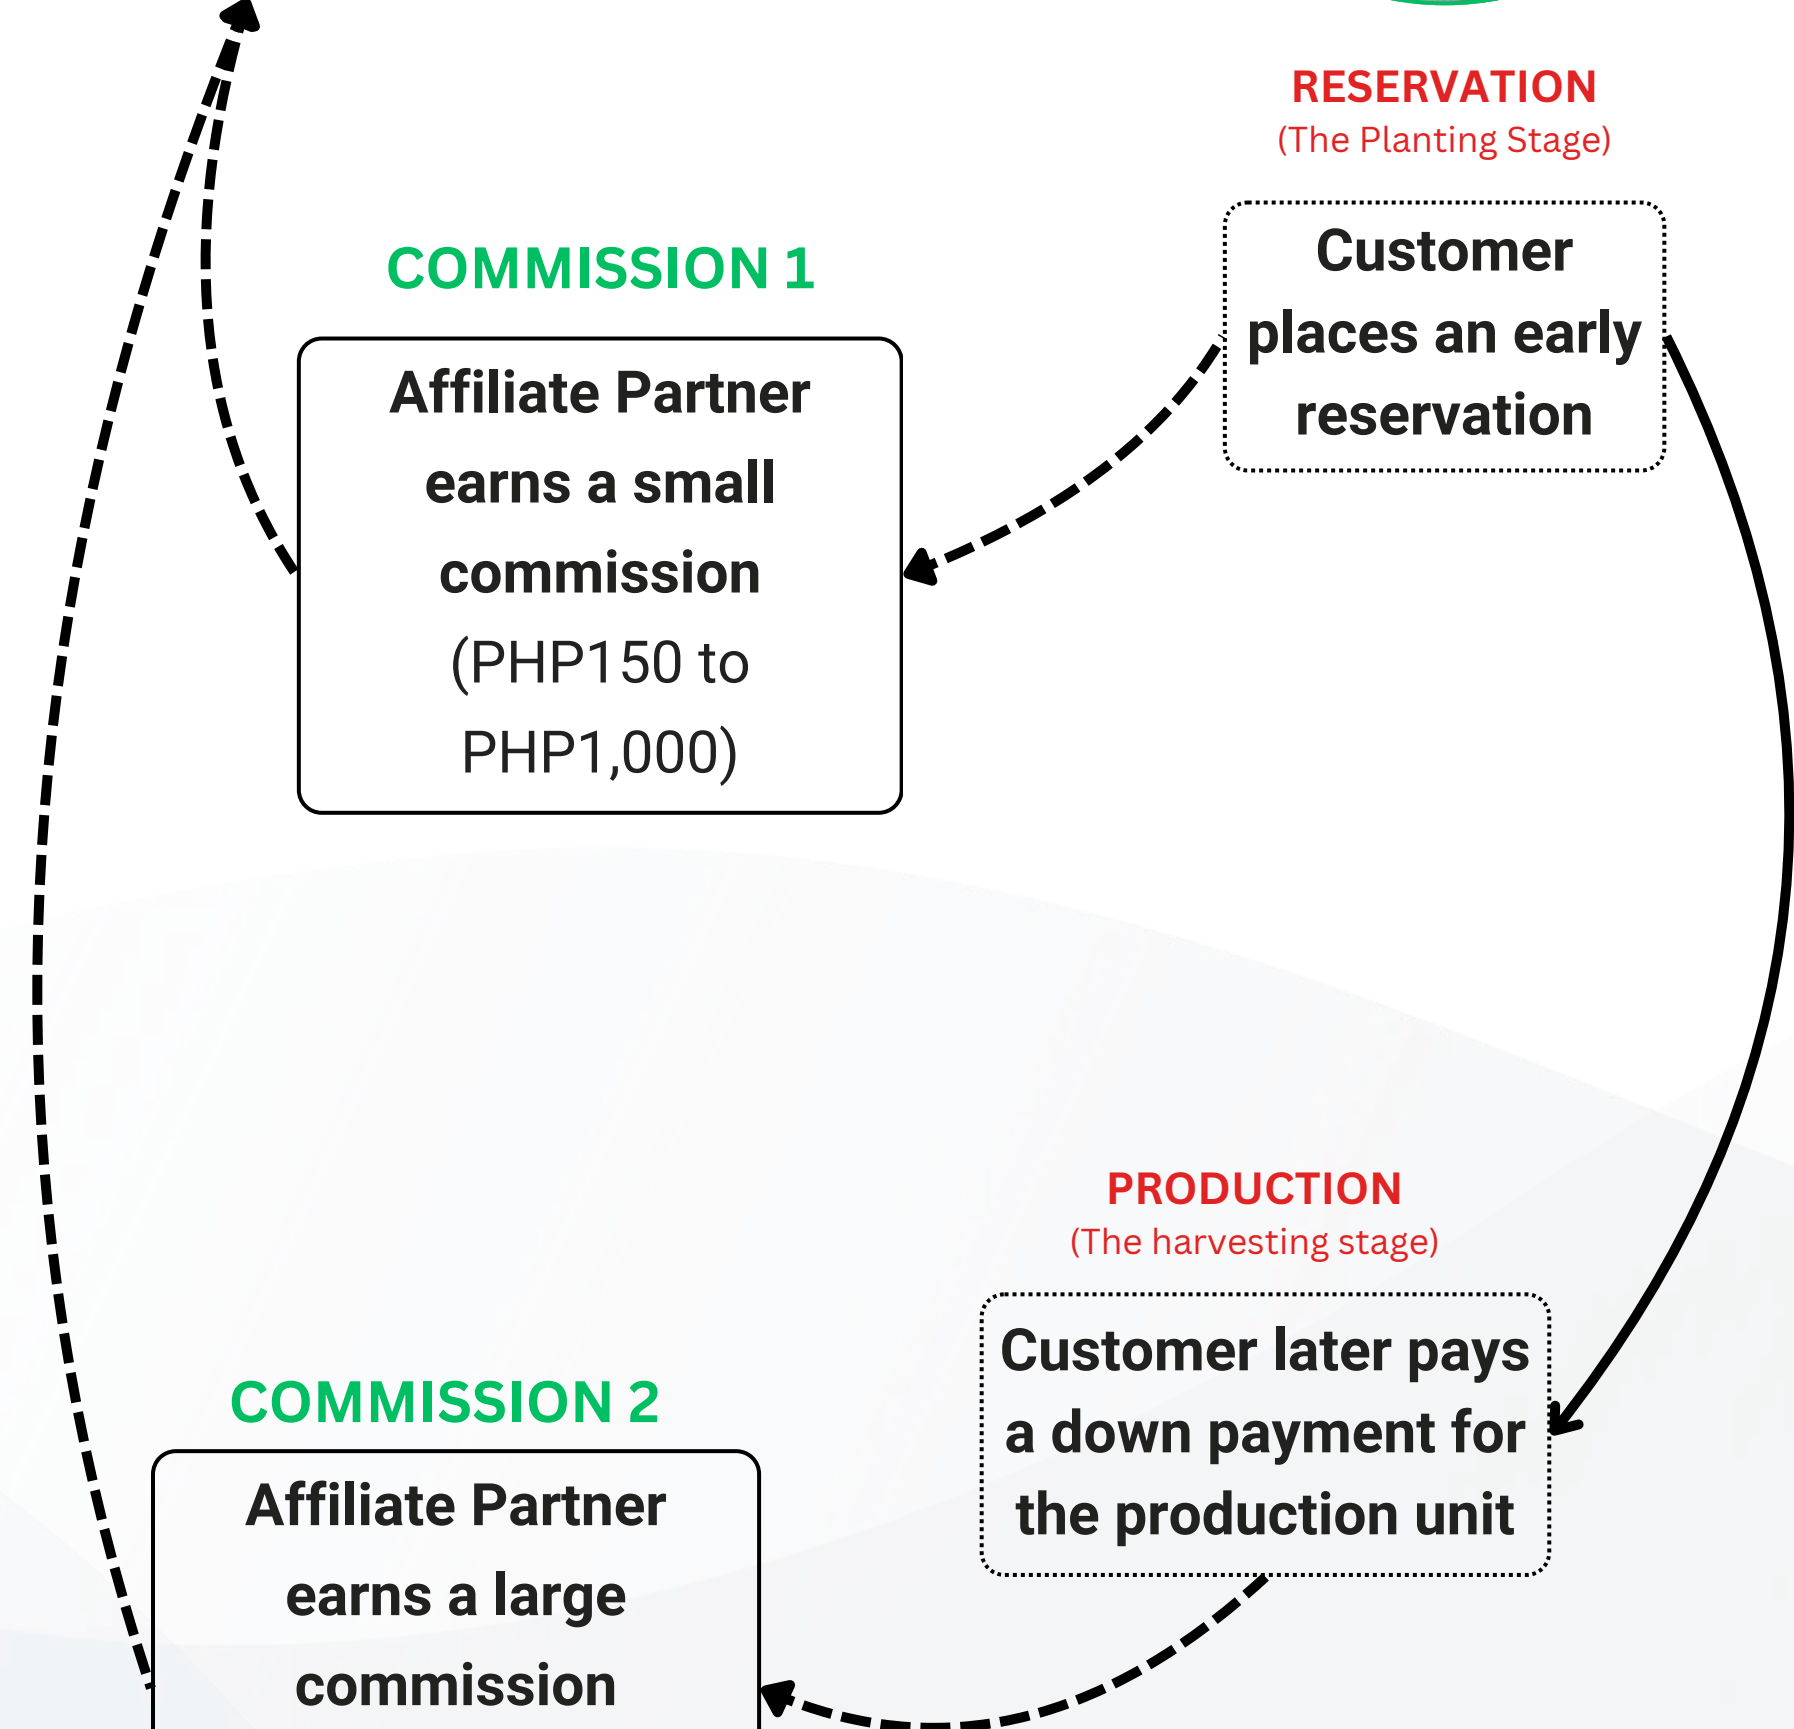 RESERVATION
(The Planting Stage)
Customer
places an early
reservation
COMMISSION 1
Affiliate Partner
earns a small
commission
(PHP150 to
PHP1,000)
PRODUCTION
(The harvesting stage)
Customer later pays
a down payment for
the production unit
COMMISSION 2
Affiliate Partner
earns a large
commission